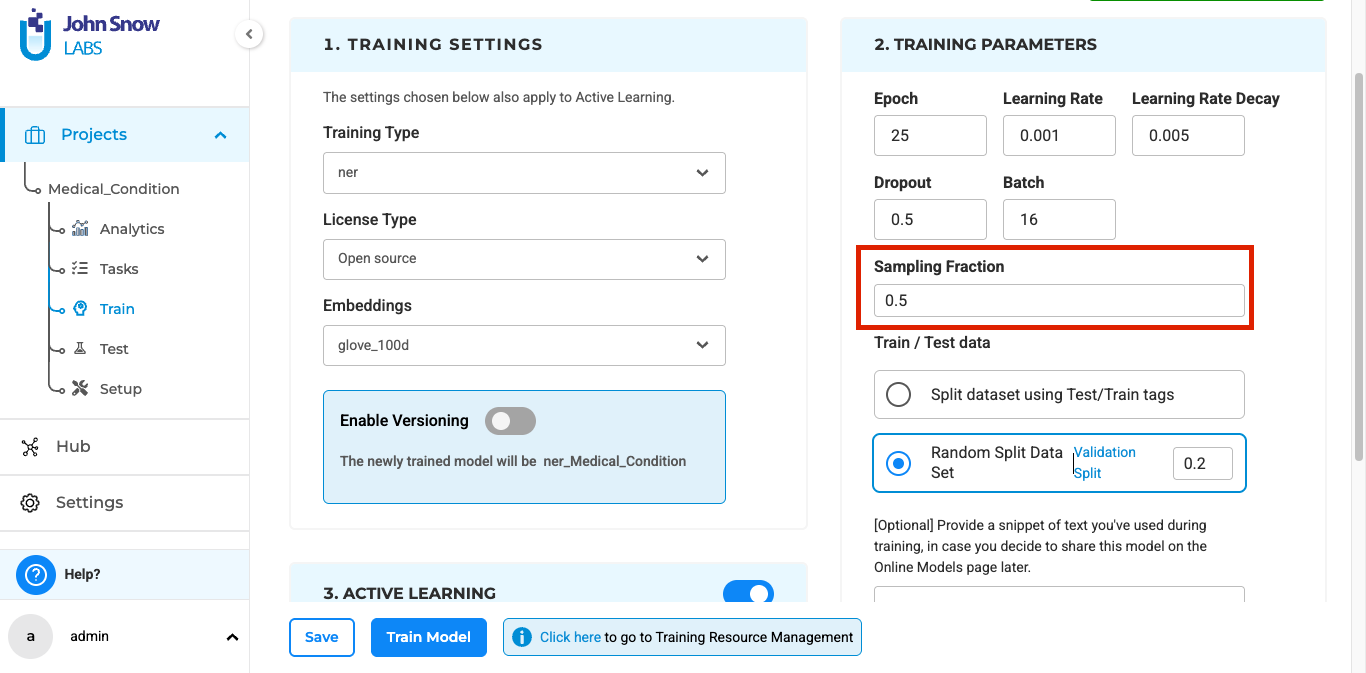 John Snow
LABS
Projects
Medical_Condition
Analytics
Tasks
Train
Test
Setup
Hub
Settings
Help?
a
admin
1. TRAINING SETTINGS
The settings chosen below also apply to Active Learning.
Training Type
ner
License Type
Open source
Embeddings
glove_100d
Enable Versioning
The newly trained model will be ner_Medical_Condition
3. ACTIVE LEARNING
2. TRAINING PARAMETERS
Epoch Learning Rate Learning Rate Decay
25 0.001 0.005
Dropout Batch
0.5 16
Sampling Fraction
0.5
Train / Test data
Split dataset using Test/Train tags
Random Split Data Validation
Set Split 0.2
[Optional] Provide a snippet of text you've used during
training, in case you decide to share this model on the
Online Models page later.
Save Train Model Click here to go to Training Resource Management